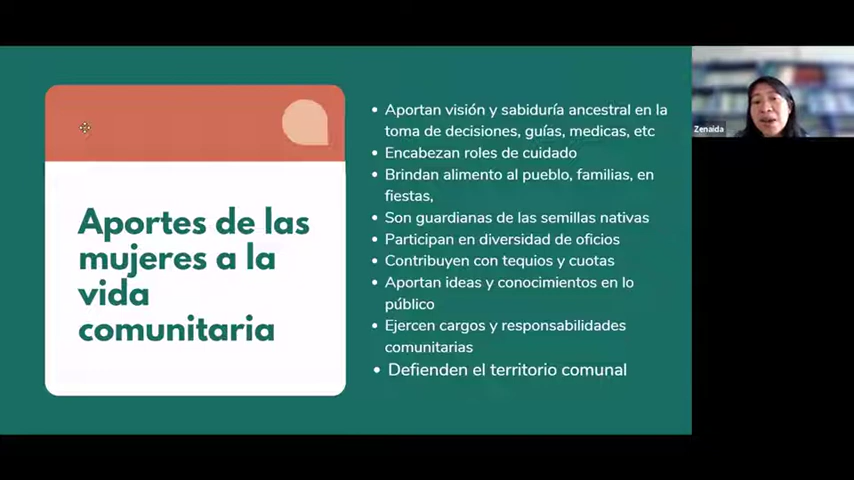 Aportes de las
mujeres a la
vida
comunitaria
Aportan visión y sabiduría ancestral en la
toma de decisiones, guías, medicas, etc
Encabezan roles de cuidado
Brindan alimento al pueblo, familias, en
fiestas,
Son guardianas de las semillas nativas
Participan en diversidad de oficios
Contribuyen con tequios y cuotas
Aportan ideas y conocimientos en lo
público
Ejercen cargos y responsabilidades
comunitarias
Defienden el territorio comunal
Zenaida